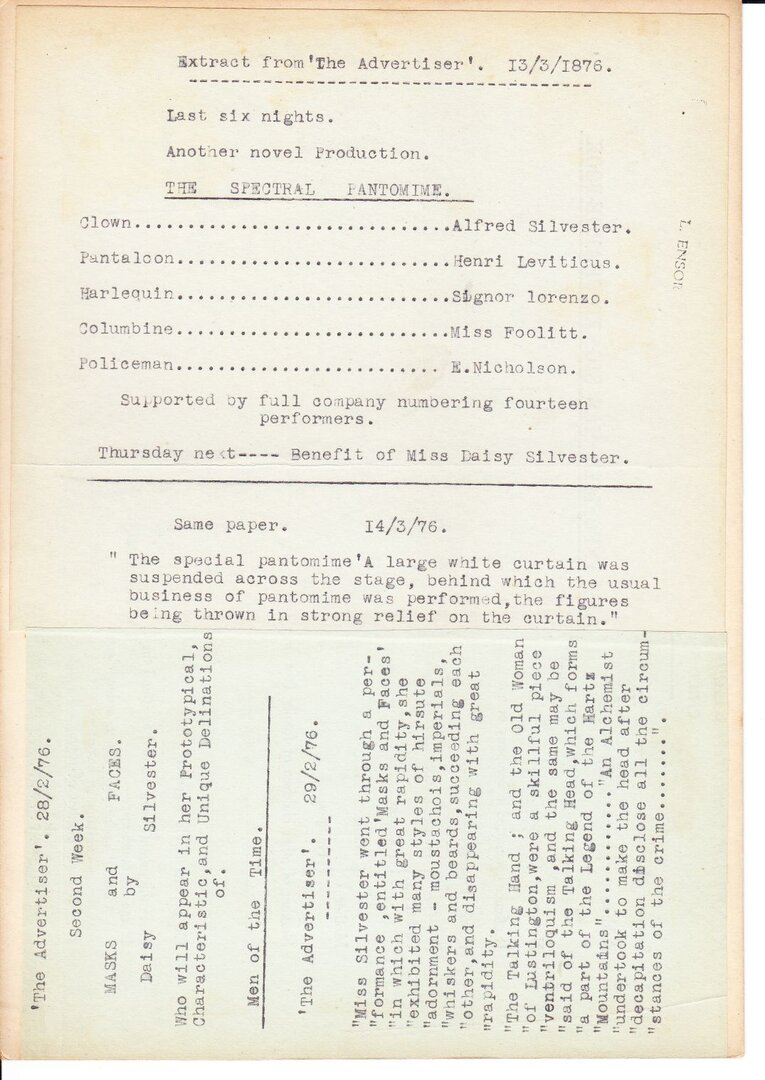 Extract from 'The Advertiser'. 13/3/1876.
Last six nights.
Another novel Production.
THE SPECTRAL PANTOMIME.
Clown..............................Alfred Silvester.
Pantaloon..........................Henri Leviticus.
Harlequin..........................Signor lorenzo.
Columbine..........................Miss Foolitt.
Policeman......................... E.Nicholson.
Supported by full company numbering fourteen
performers.
Thursday next---- Benefit of Miss Daisy Silvester.
L. ENSOR
Same paper. 14/3/76.
" The special pantomime'A large white curtain was
suspended across the stage, behind which the usual
business of pantomime was performed,the figures
being thrown in strong relief on the curtain."
'The Advertiser'. 28/2/76.
Second Week.
MASKS and FACES.
by
Daisy Silvester.
Who will appear in her Prototypical,
Characteristic,and Unique Delinations
of.
Men of the Time.
'The Advertiser'. 29/2/76.
"Miss Silvester went through a per-
"formance ,entitled'Masks and Faces'
"in which with great rapidity,she
"exhibited many styles of hirsute
"adornment - moustachois,imperials,
"whiskers and beards,succeeding each
"other,and disappearing with great
"rapidity.
"The Talking Hand ; and the Old Woman
"of Lustington,were a skillful piece
"ventriloquism ,and the same may be
"said of the Talking Head,which forms
"a part of the Legend of the Hartz
"Mountains"............"An Alchemist
"undertook to make the head after
"decapitation disclose all the circum-
"stances of the crime.......".